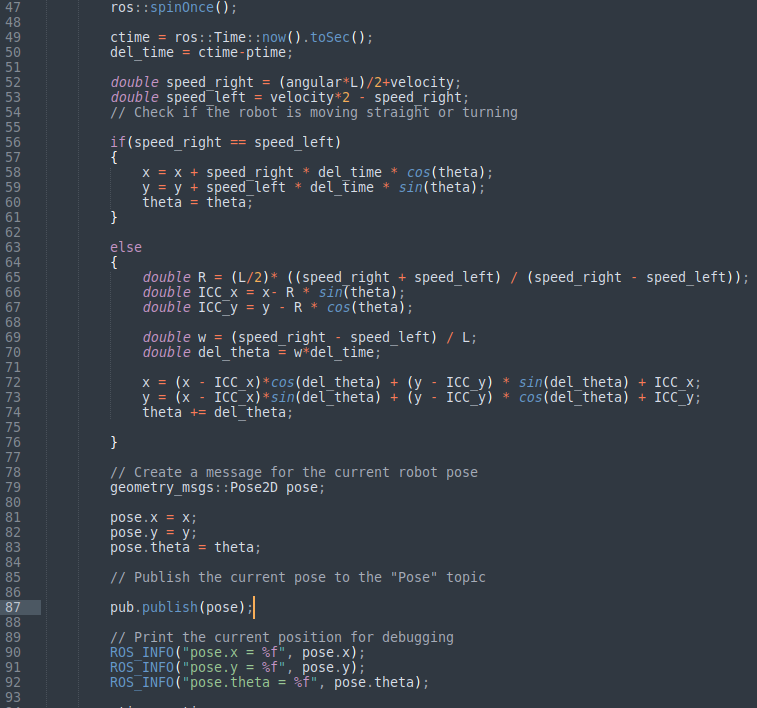 47 ros::spinOnce();
48
49 ctime = ros::Time::now().toSec();
50 del_time = ctime-ptime;
51
52 double speed_right = (angular*L)/2+velocity;
53 double speed_left = velocity*2 - speed_right;
54 // Check if the robot is moving straight or turning
55
56 if(speed_right == speed_left)
57 {
58 x = x + speed_right * del_time * cos(theta);
59 y = y + speed_left * del_time * sin(theta);
60 theta = theta;
61 }
62
63 else
64 {
65 double R = (L/2)* ((speed_right + speed_left) / (speed_right - speed_left));
66 double ICC_x = x- R * sin(theta);
67 double ICC_y = y - R * cos(theta);
68
69 double w = (speed_right - speed_left) / L;
70 double del_theta = w*del_time;
71
72 x = (x - ICC_x)*cos(del_theta) + (y - ICC_y) * sin(del_theta) + ICC_x;
73 y = (x - ICC_x)*sin(del_theta) + (y - ICC_y) * cos(del_theta) + ICC_y;
74 theta += del_theta;
75
76 }
77
78 // Create a message for the current robot pose
79 geometry_msgs::Pose2D pose;
80
81 pose.x = x;
82 pose.y = y;
83 pose.theta = theta;
84
85 // Publish the current pose to the "Pose" topic
86
87 pub.publish(pose);
88
89 // Print the current position for debugging
90 ROS_INFO("pose.x = %f", pose.x);
91 ROS_INFO("pose.y = %f", pose.y);
92 ROS_INFO("pose.theta = %f", pose.theta);
93